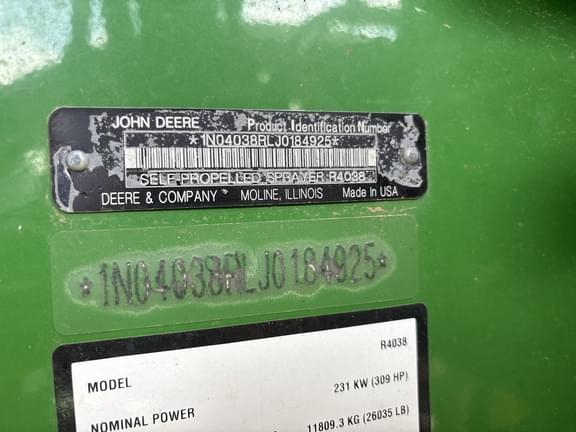 JOHN DEERE Product Identification Number
*1N04038RLJ0184925*
SELF-PROPELLED SPRAYER R4038
DEERE & COMPANY MOLINE, ILLINOIS Made In USA
*1N04038RLJ0184925*
MODEL R4038
NOMINAL POWER 231 KW (309 HP)
11809.3 KG (26035 LB)